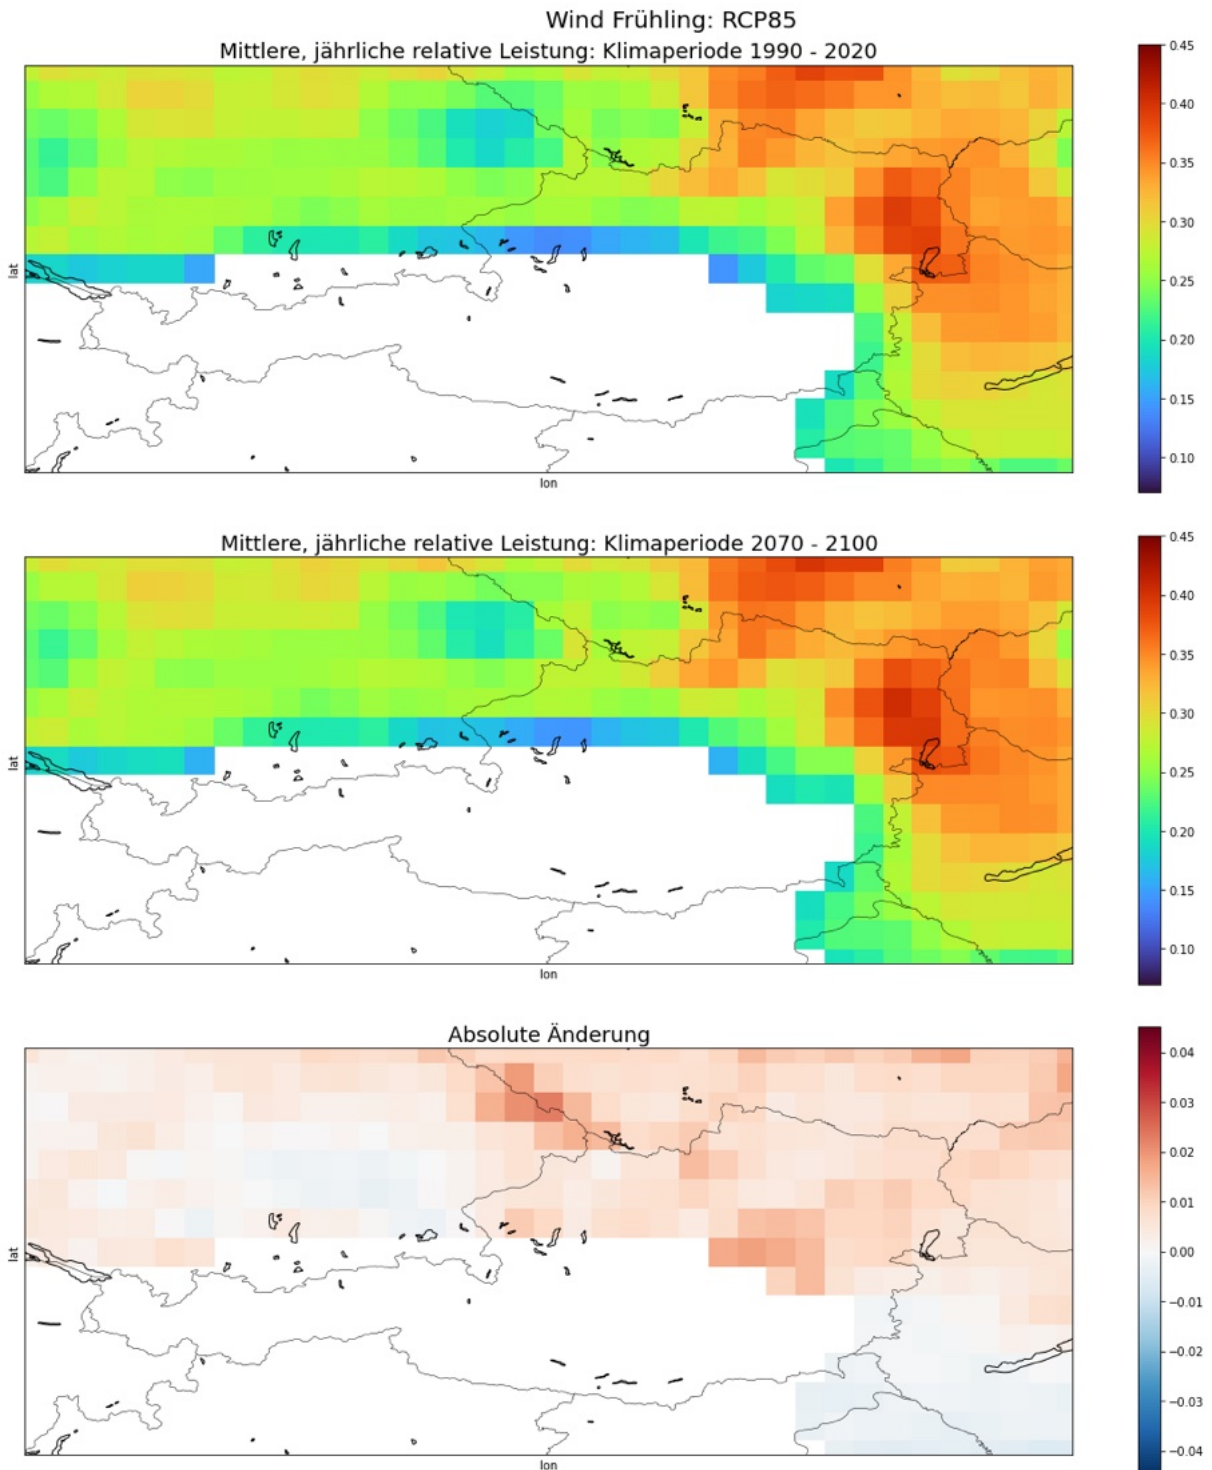 Wind Frühling: RCP85
Mittlere, jährliche relative Leistung: Klimaperiode 1990 - 2020
0.45
0.40
0.35
0.30
0.25
0.20
0.15
0.10
lat
lon
Mittlere, jährliche relative Leistung: Klimaperiode 2070 - 2100
0.45
0.40
0.35
0.30
0.25
0.20
0.15
0.10
lat
lon
Absolute Änderung
0.04
0.03
0.02
0.01
0.00
−0.01
−0.02
−0.03
−0.04
lat
lon